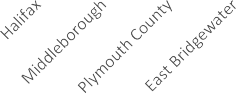 Halifax
Middleborough
Plymouth County
East Bridgewater